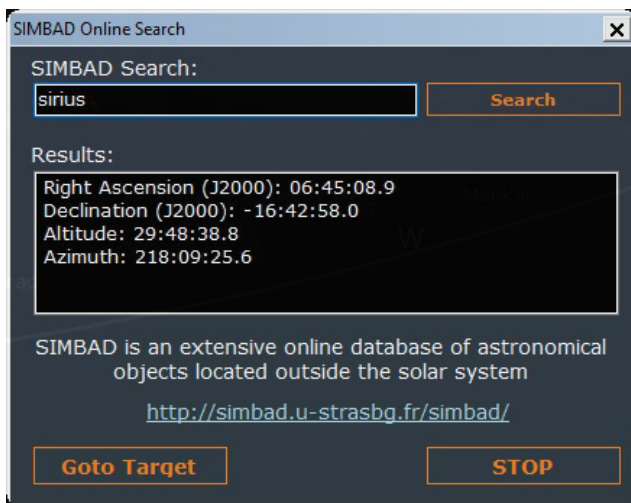 SIMBAD Online Search
SIMBAD Search:
sirius
Search
Results:
Right Ascension (J2000): 06:45:08.9
Declination (J2000): -16:42:58.0
Altitude: 29:48:38.8
Azimuth: 218:09:25.6
Menkar
W
SIMBAD is an extensive online database of astronomical
objects located outside the solar system
http://simbad.u-strasbg.fr/simbad/
Goto Target
STOP